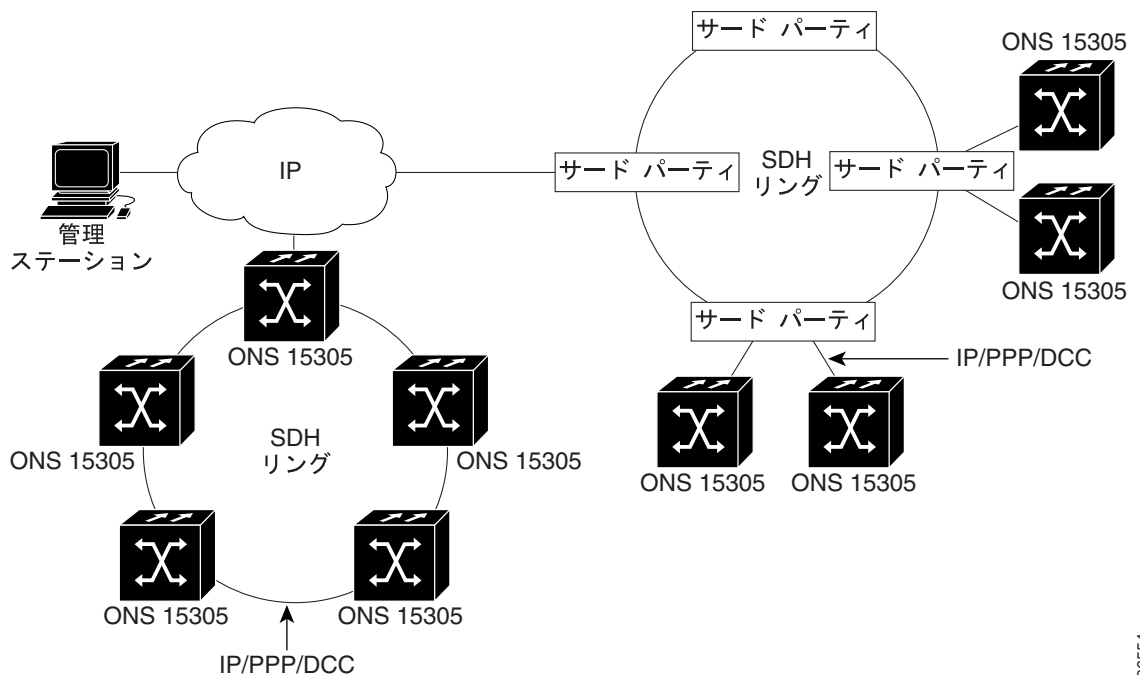 サード パーティ
ONS 15305
IP
サード パーティ
SDH
リング
サード パーティ
管理
ステーション
ONS 15305
サード パーティ
ONS 15305
IP/PPP/DCC
SDH
リング
ONS 15305
ONS 15305
ONS 15305
ONS 15305
ONS 15305
ONS 15305
IP/PPP/DCC